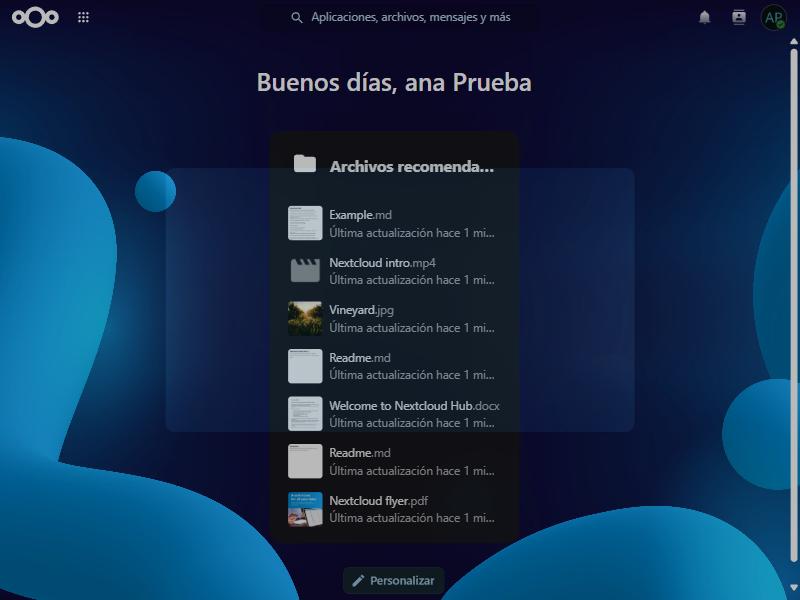 Aplicaciones, archivos, mensajes y más
AP
Buenos días, ana Prueba
Archivos recomenda...
Example.md
Última actualización hace 1 mi...
Nextcloud intro.mp4
Última actualización hace 1 mi...
Vineyard.jpg
Última actualización hace 1 mi...
Readme.md
Última actualización hace 1 mi...
Welcome to Nextcloud Hub.docx
Última actualización hace 1 mi...
Readme.md
Última actualización hace 1 mi...
Nextcloud flyer.pdf
Última actualización hace 1 mi...
Personalizar